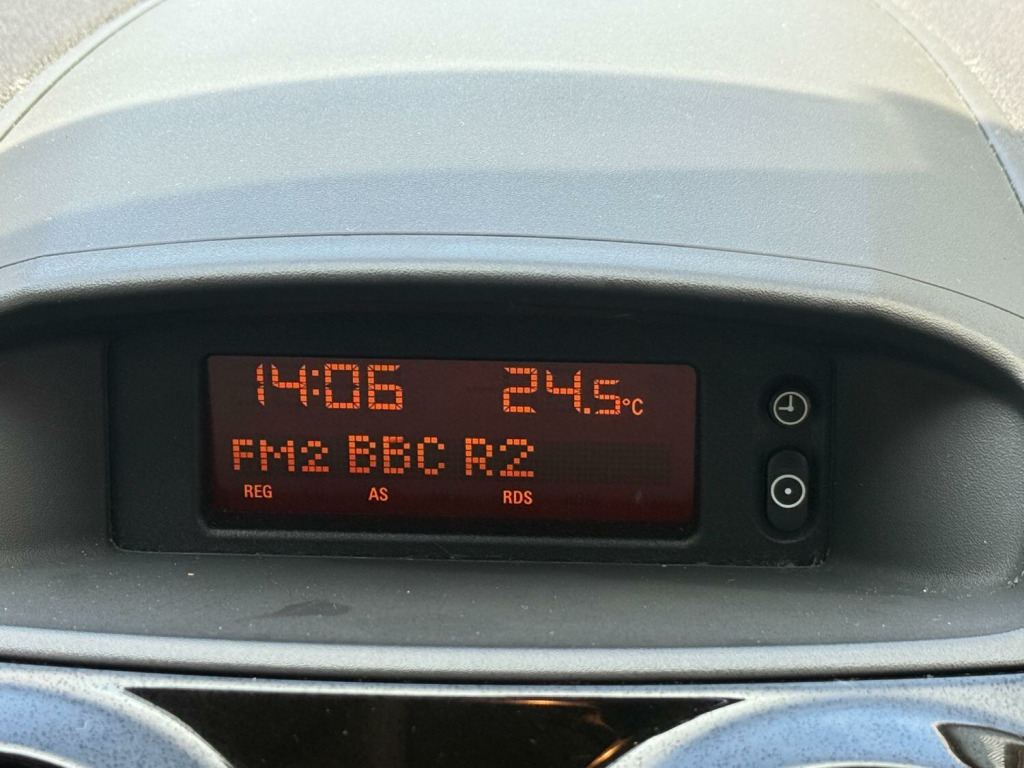 14:06 24.5°C
FM2 BBC R2
REG AS RDS